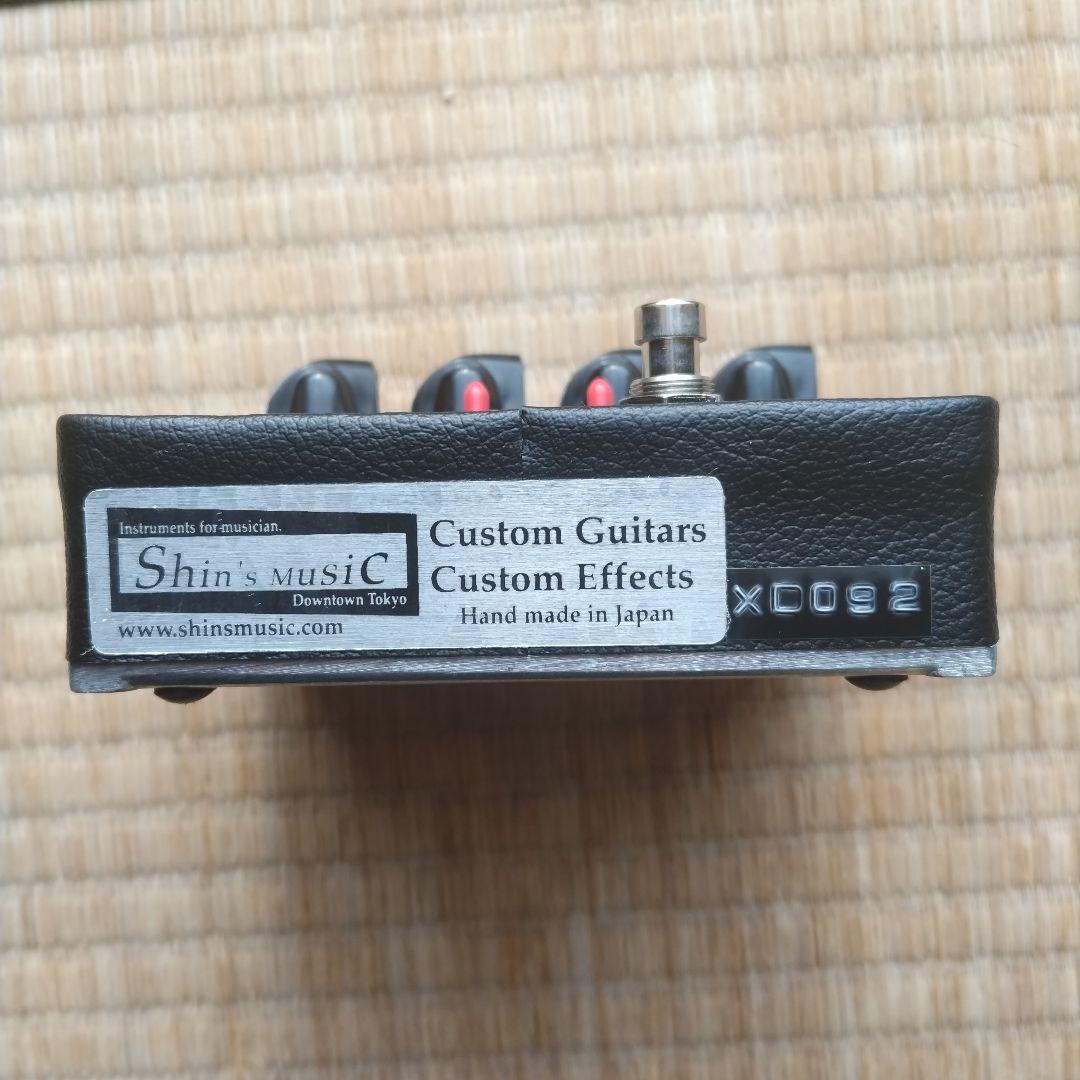 Instruments for musician.
Shin's Music
Downtown Tokyo
www.shinsmusic.com
Custom Guitars
Custom Effects
Hand made in Japan
XD092